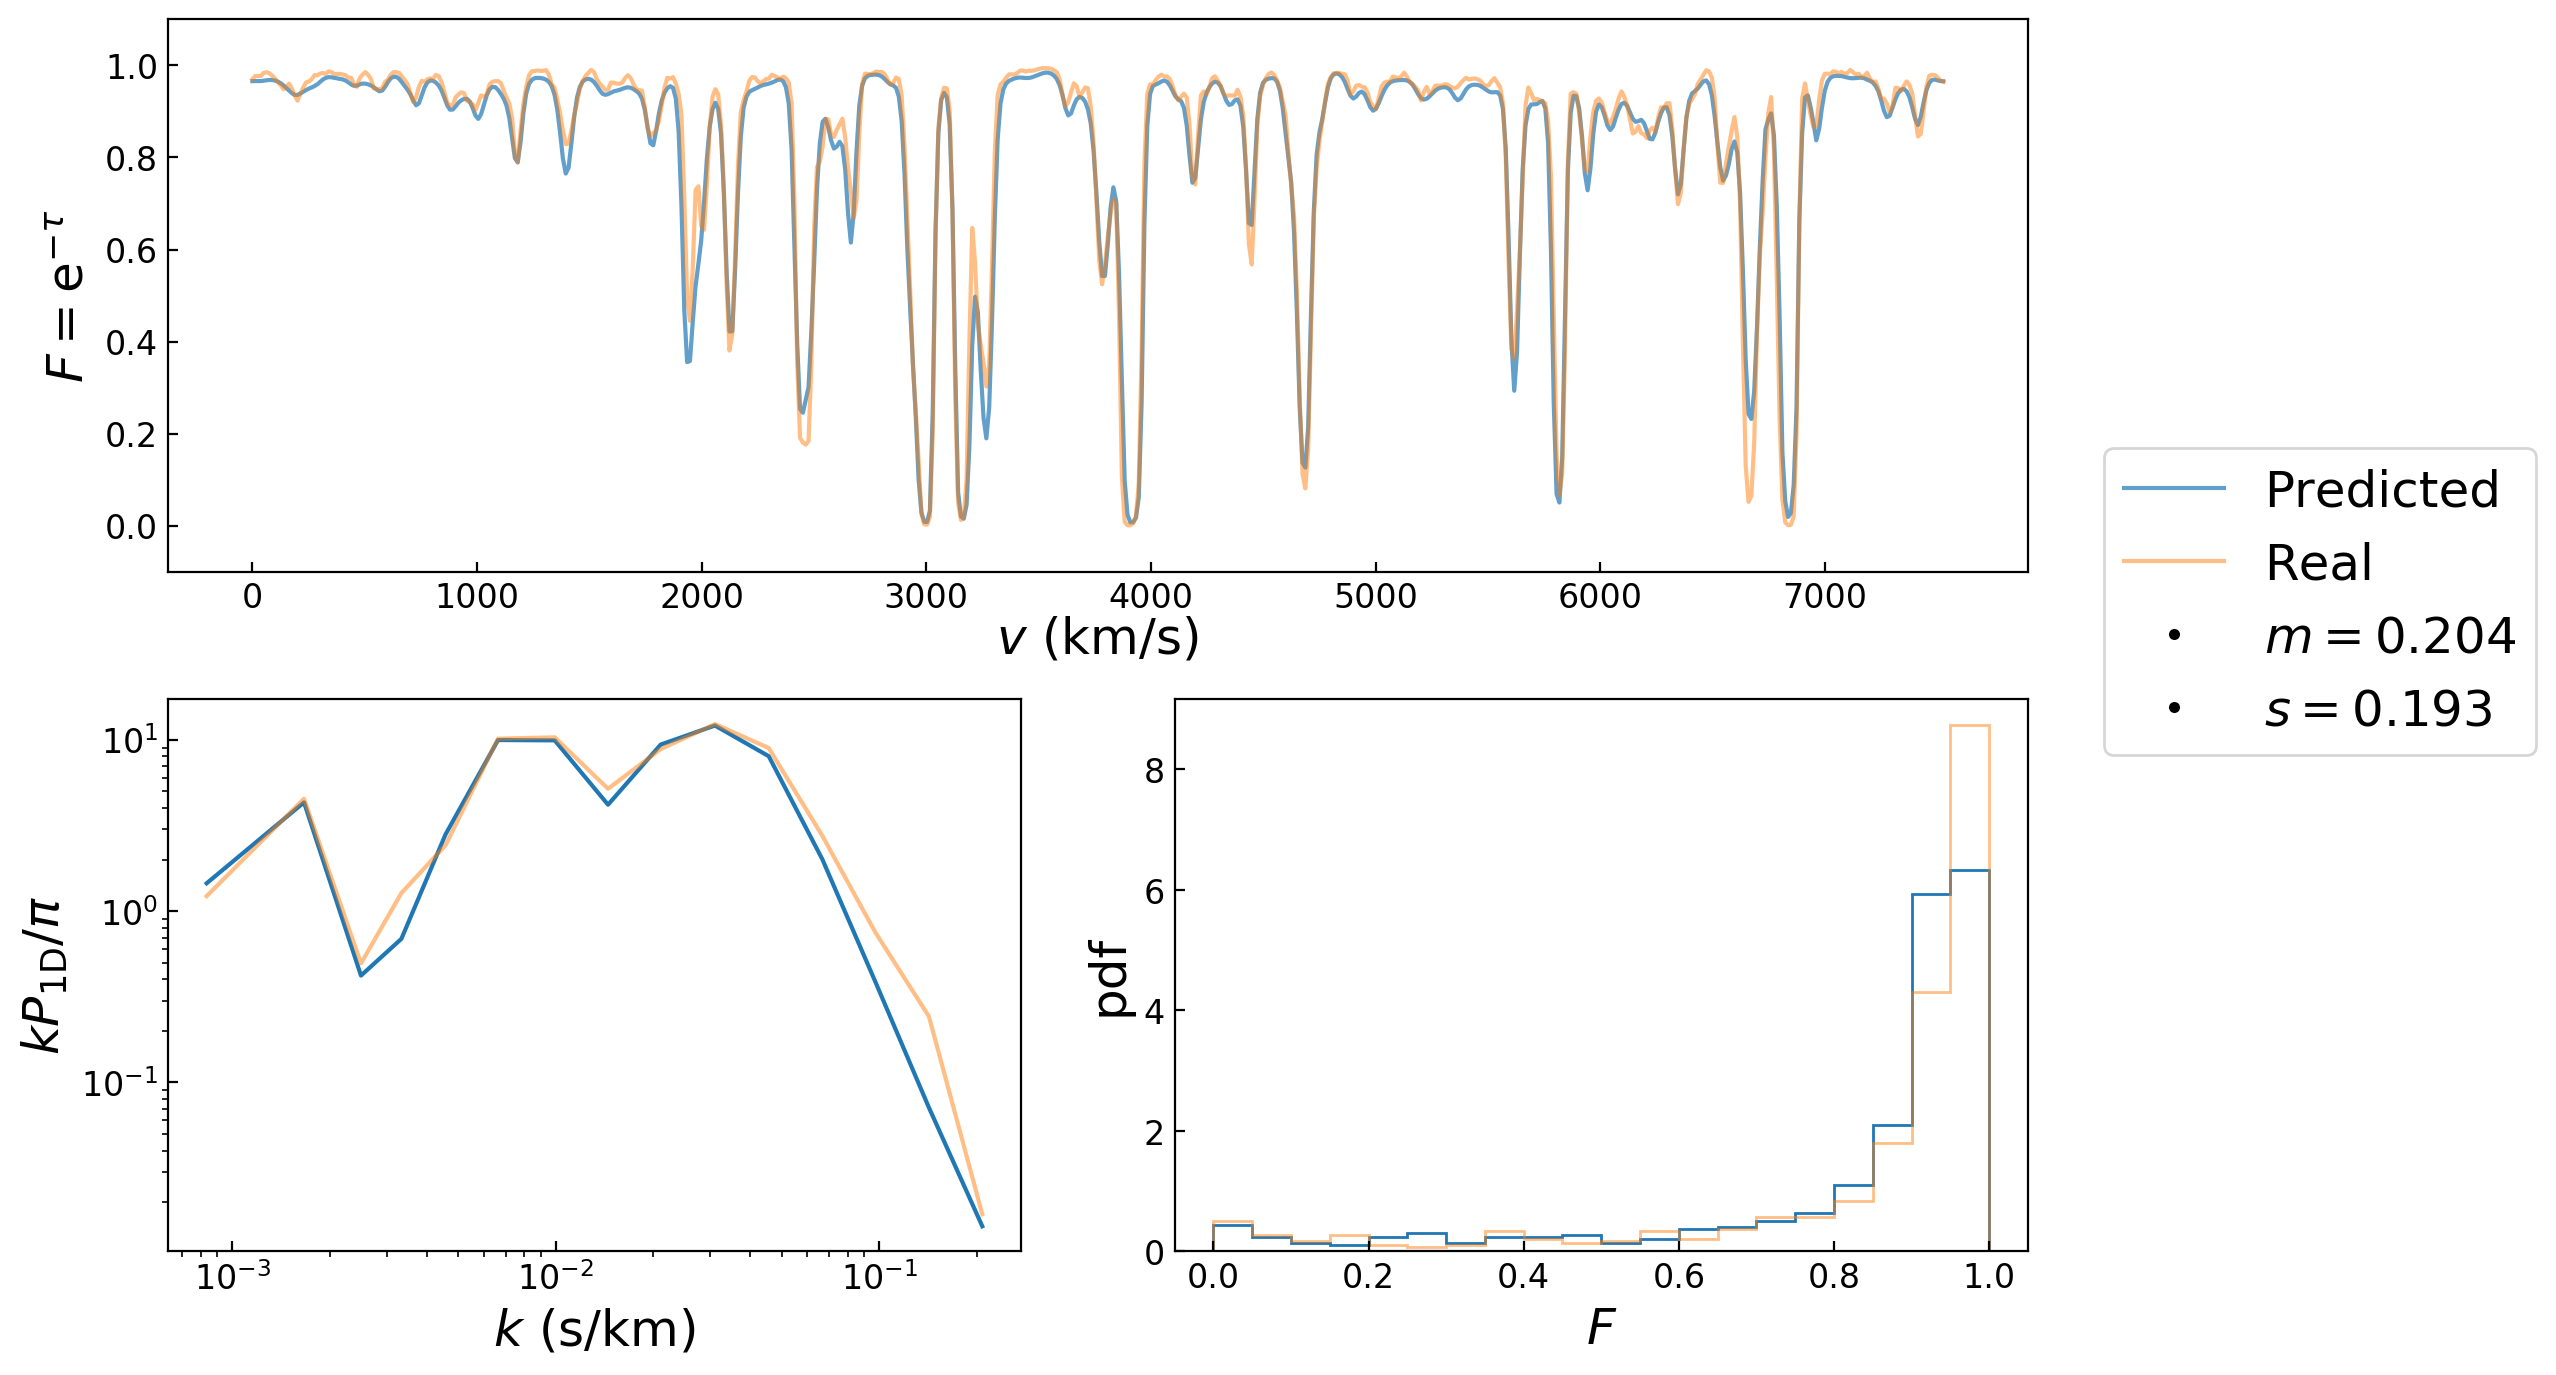 F = e^{−τ}
1.0
0.8
0.6
0.4
0.2
0.0
0 1000 2000 3000 4000 5000 6000 7000
v (km/s)
Predicted
Real
m = 0.204
s = 0.193
kP_{1D}/π
10^1
10^0
10^{−1}
10^{−3} 10^{−2} 10^{−1}
k (s/km)
pdf
8
6
4
2
0
0.0 0.2 0.4 0.6 0.8 1.0
F